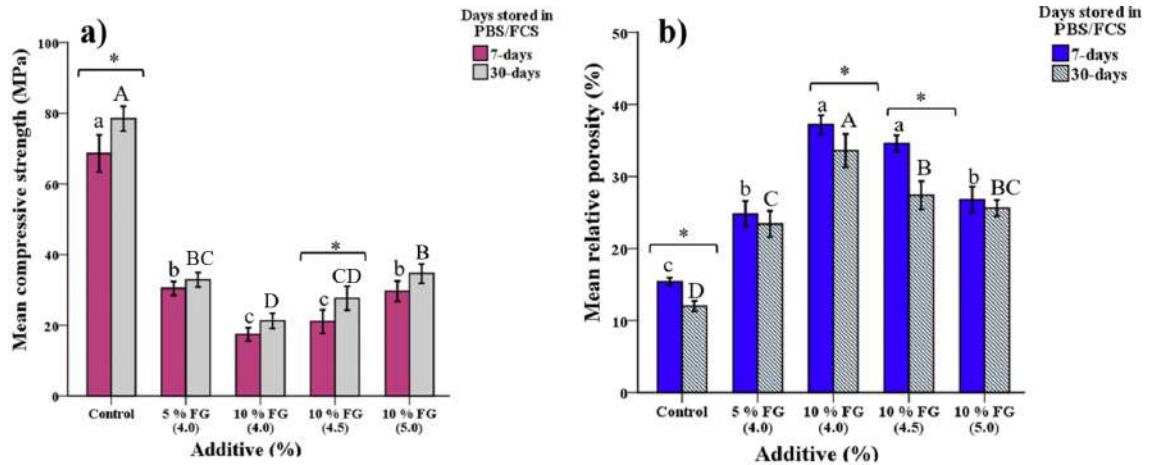 a)
Days stored in
PBS/FCS
7-days
30-days
Mean compressive strength (MPa)
100
80
60
40
20
0
*
a
A
b
BC
c
D
*
c
CD
b
B
Control
5 % FG
(4.0)
10 % FG
(4.0)
10 % FG
(4.5)
10 % FG
(5.0)
Additive (%)
b)
Days stored in
PBS/FCS
7-days
30-days
Mean relative porosity (%)
50
40
30
20
10
0
*
c
D
b
C
*
a
A
*
a
B
b
BC
Control
5 % FG
(4.0)
10 % FG
(4.0)
10 % FG
(4.5)
10 % FG
(5.0)
Additive (%)